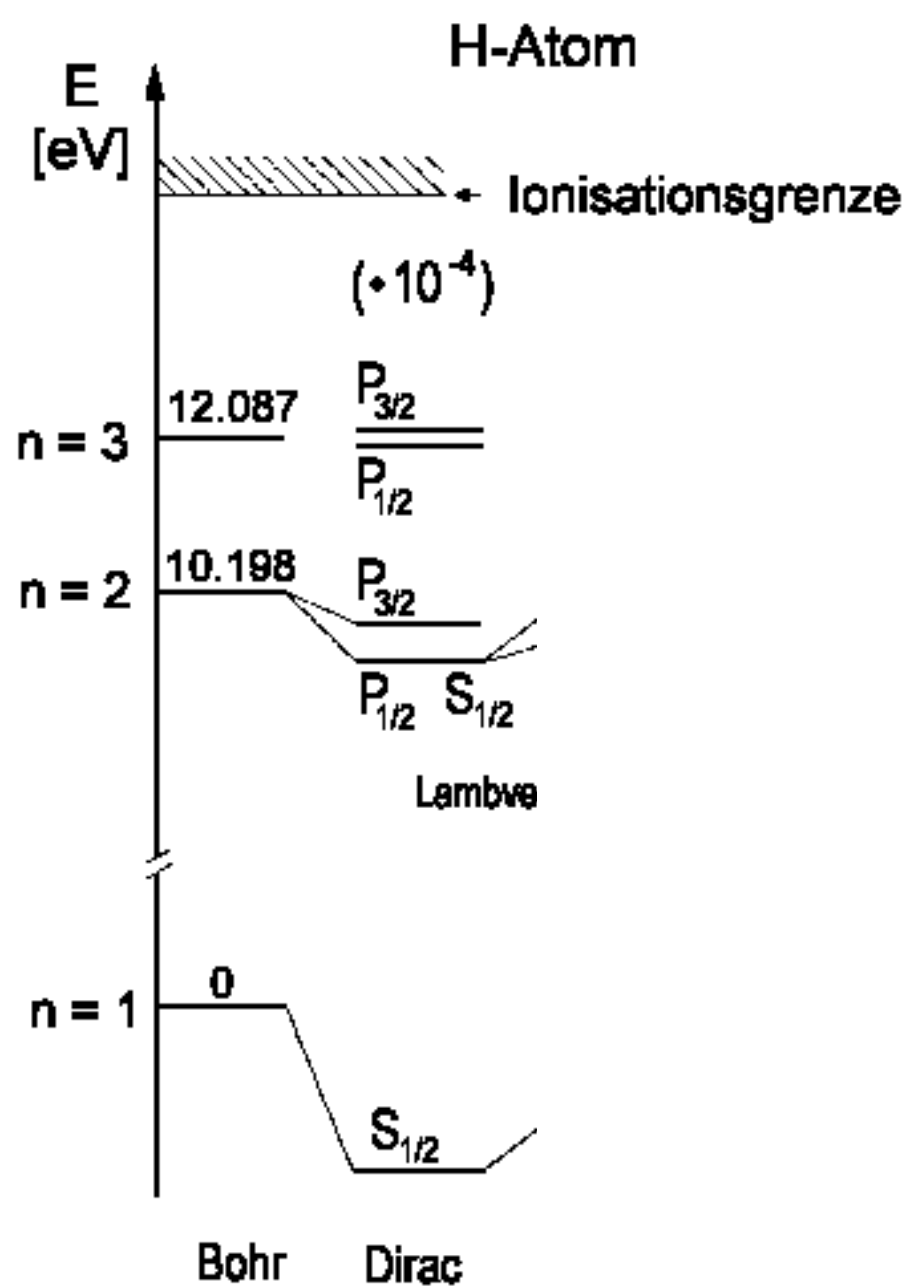 H-Atom
E
[eV]
Ionisationsgrenze
(•10⁻⁴)
12.087
P3/2
n = 3
P1/2
10.198
P3/2
n = 2
P1/2 S1/2
Lambve
0
n = 1
S1/2
Bohr Dirac